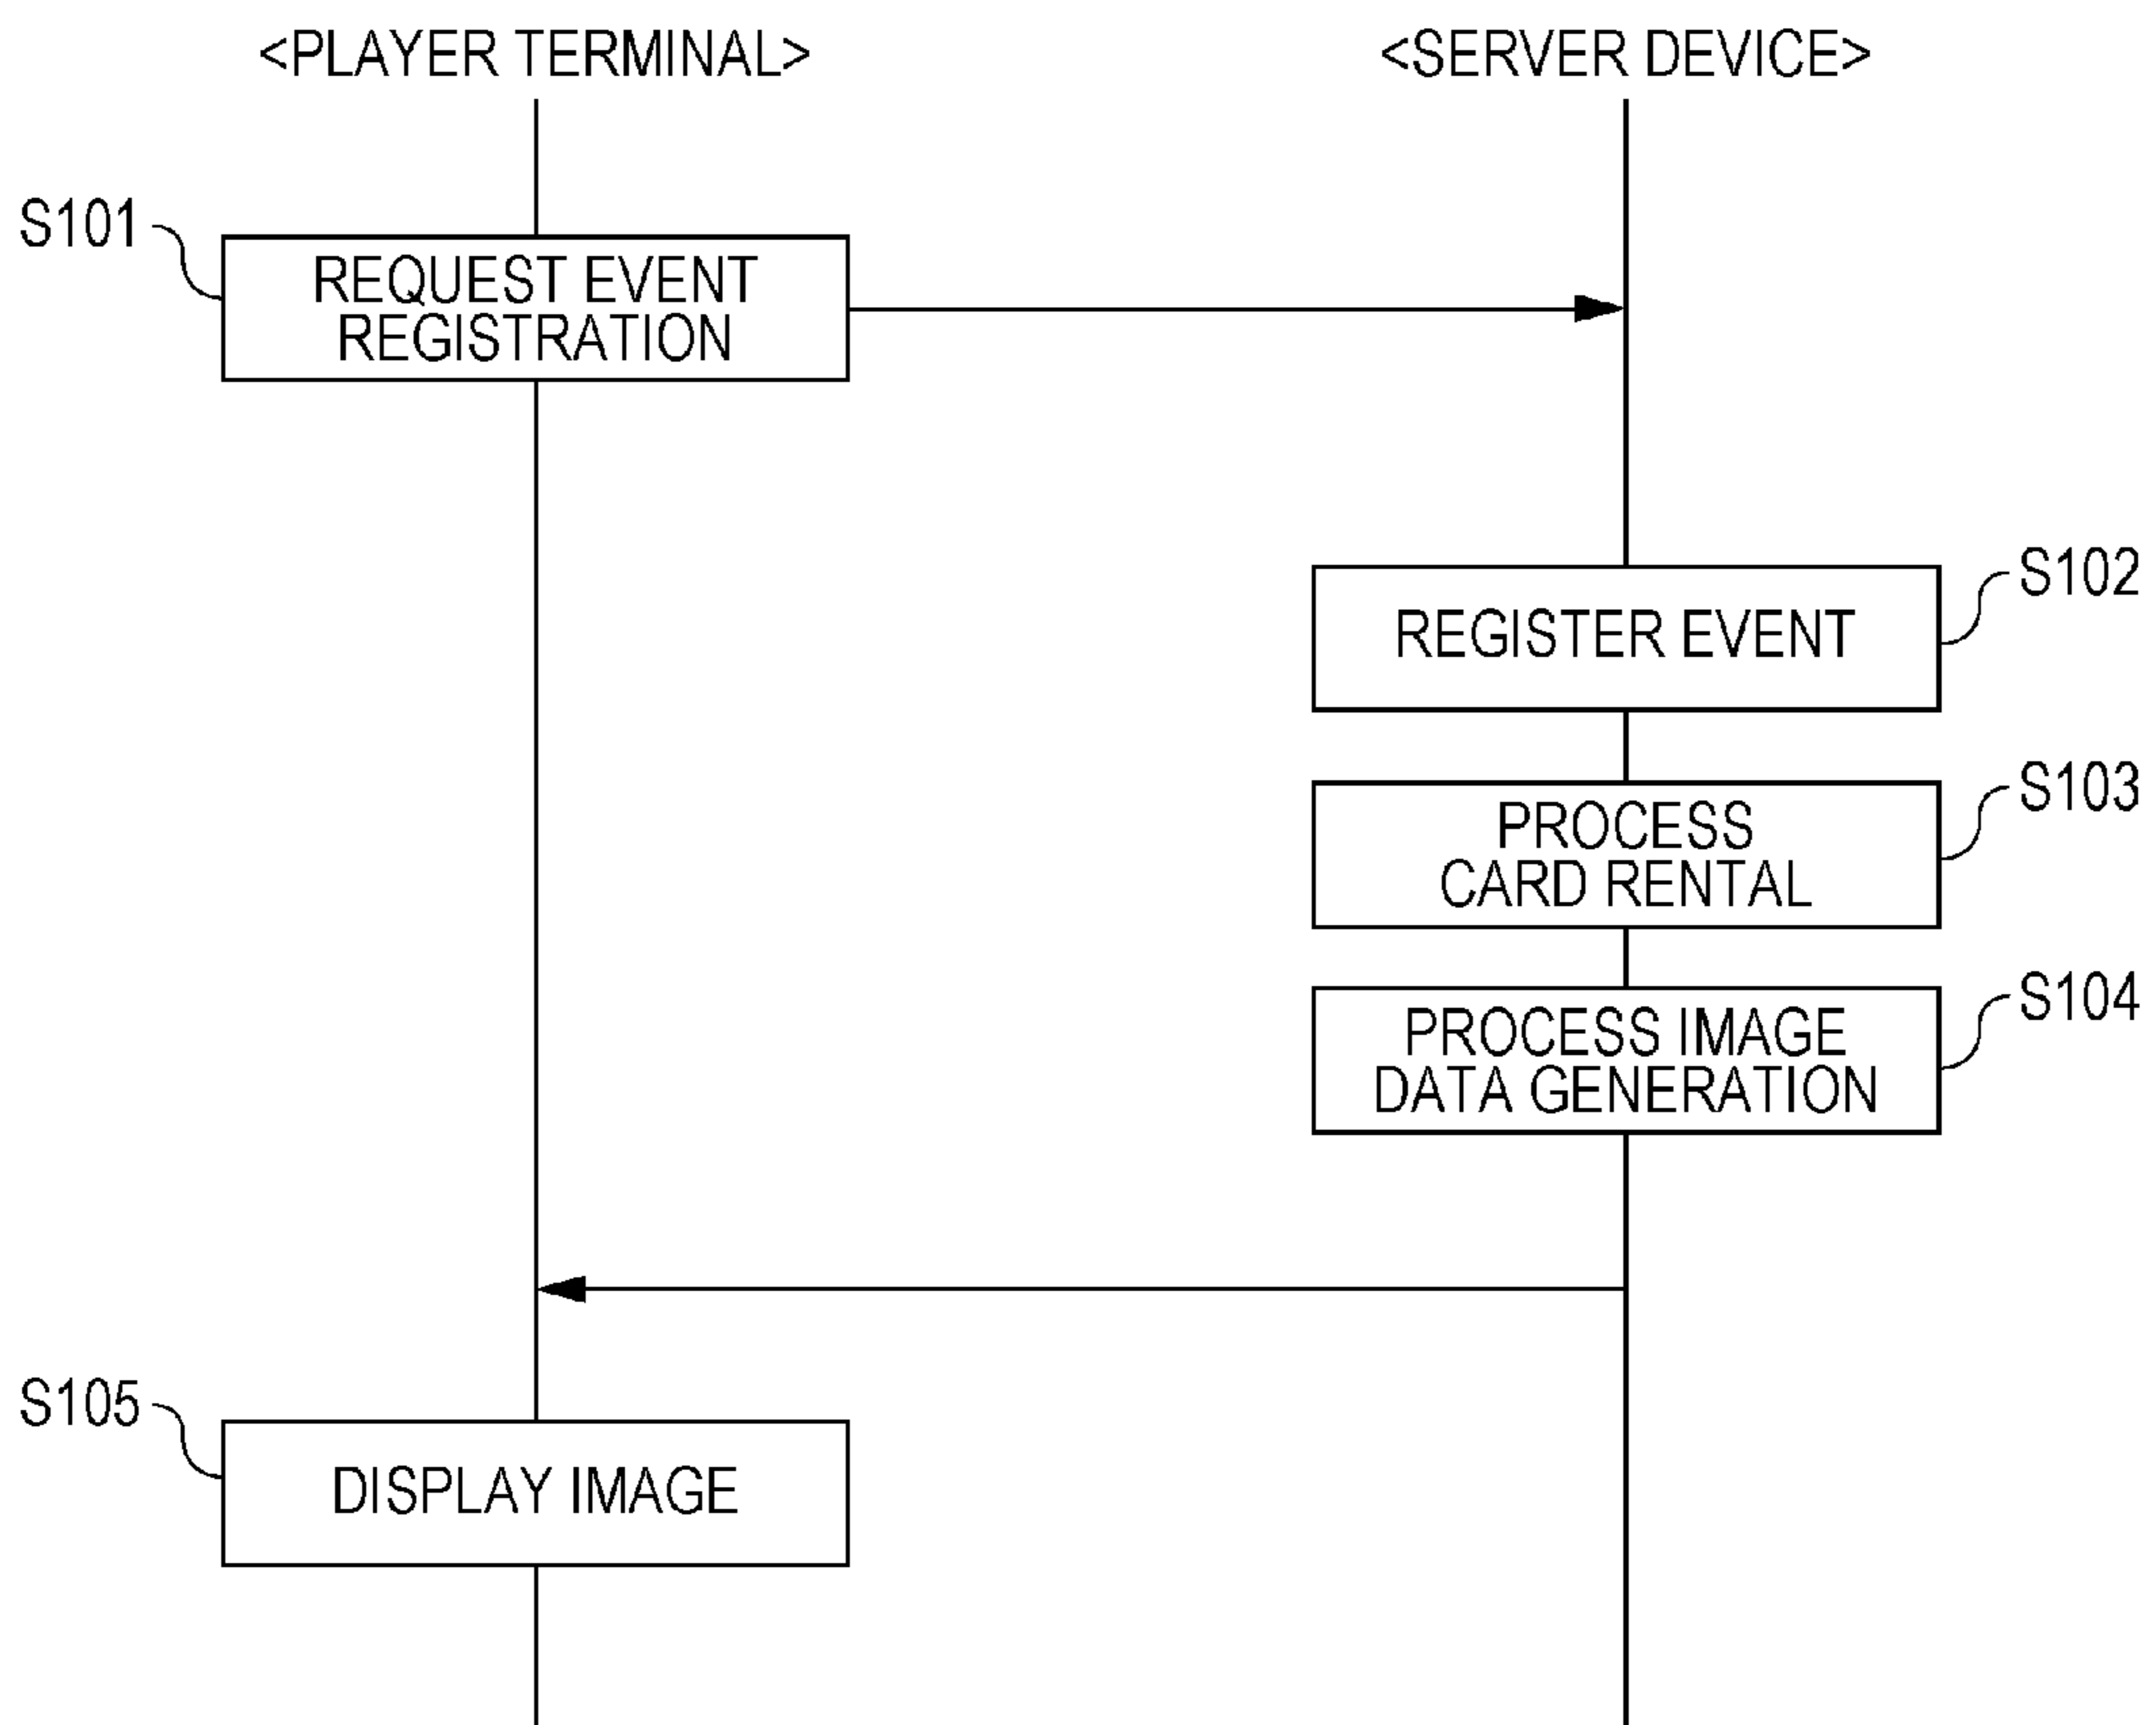 <PLAYER TERMINAL>
<SERVER DEVICE>
S101
REQUEST EVENT
REGISTRATION
S102
REGISTER EVENT
S103
PROCESS
CARD RENTAL
S104
PROCESS IMAGE
DATA GENERATION
S105
DISPLAY IMAGE